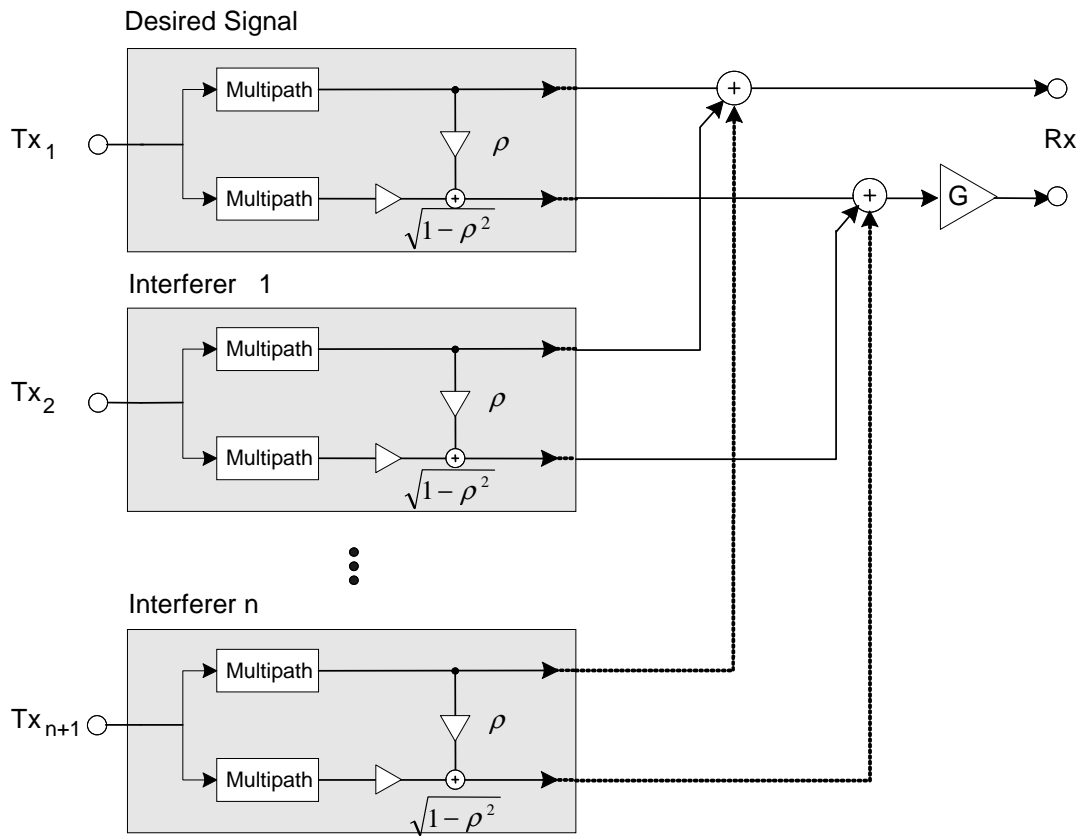 Desired Signal
Multipath
Tx1
ρ
Rx
Multipath
√1 − ρ²
G
Interferer 1
Multipath
Tx2
ρ
Multipath
√1 − ρ²
Interferer n
Multipath
Txn+1
ρ
Multipath
√1 − ρ²